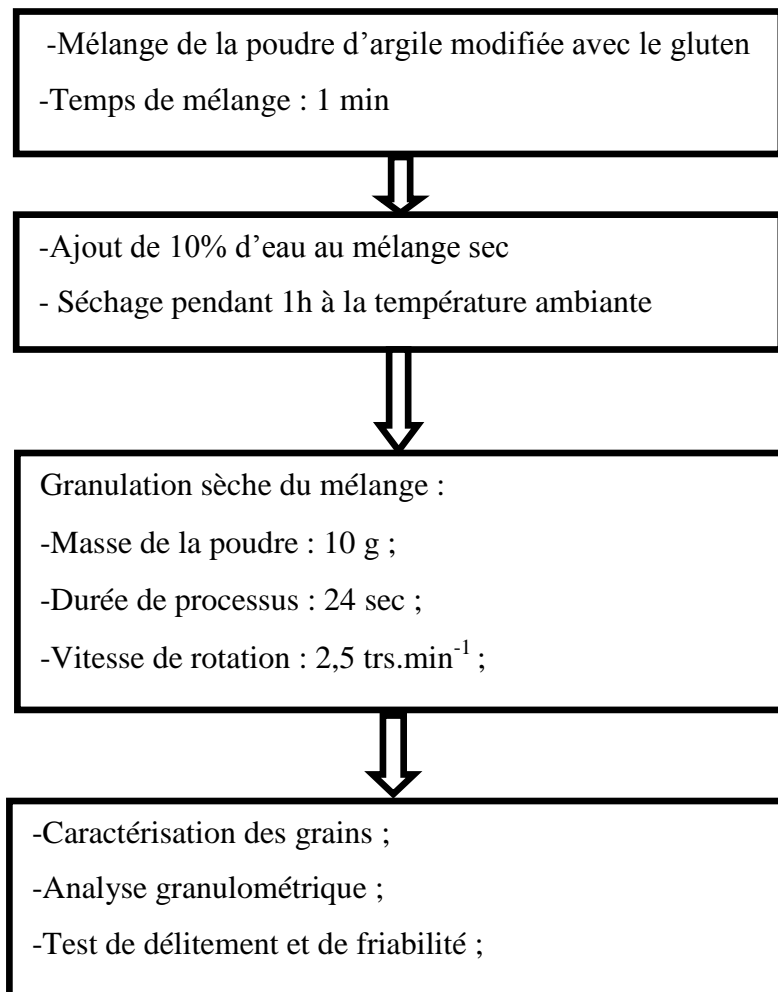 -Mélange de la poudre d’argile modifiée avec le gluten
-Temps de mélange : 1 min
-Ajout de 10% d’eau au mélange sec
- Séchage pendant 1h à la température ambiante
Granulation sèche du mélange :
-Masse de la poudre : 10 g ;
-Durée de processus : 24 sec ;
-Vitesse de rotation : 2,5 trs.min⁻¹ ;
-Caractérisation des grains ;
-Analyse granulométrique ;
-Test de délitement et de friabilité ;